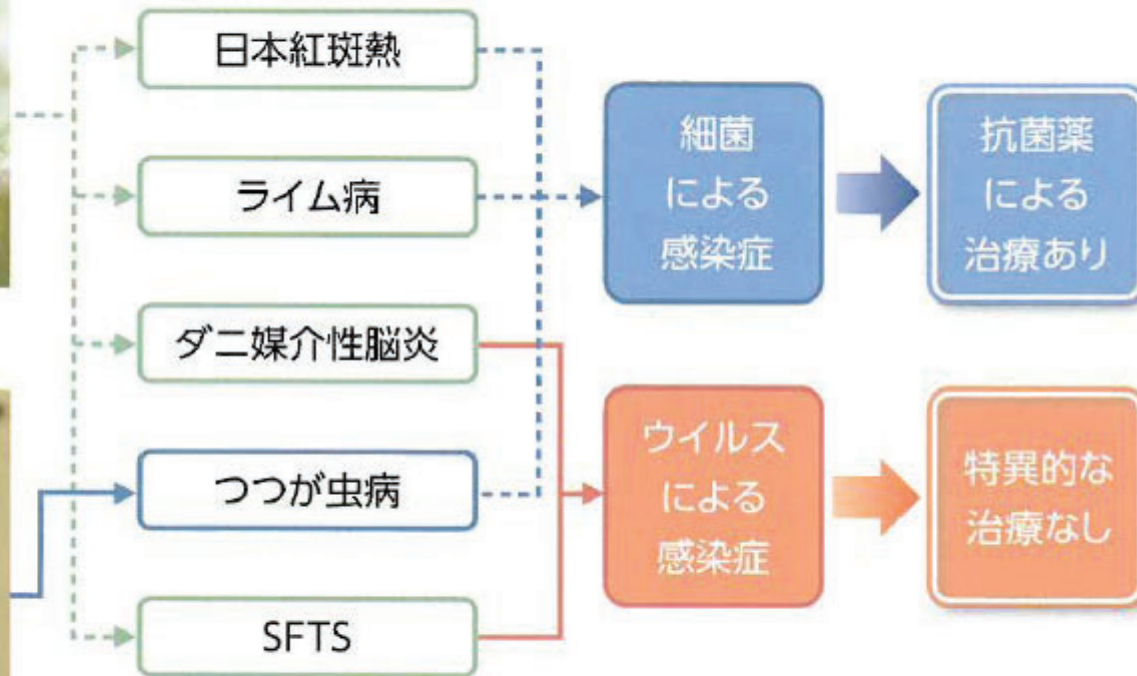 日本紅斑熱
ライム病
ダニ媒介性脳炎
つつが虫病
SFTS
細菌
による
感染症
抗菌薬
による
治療あり
ウイルス
による
感染症
特異的な
治療なし